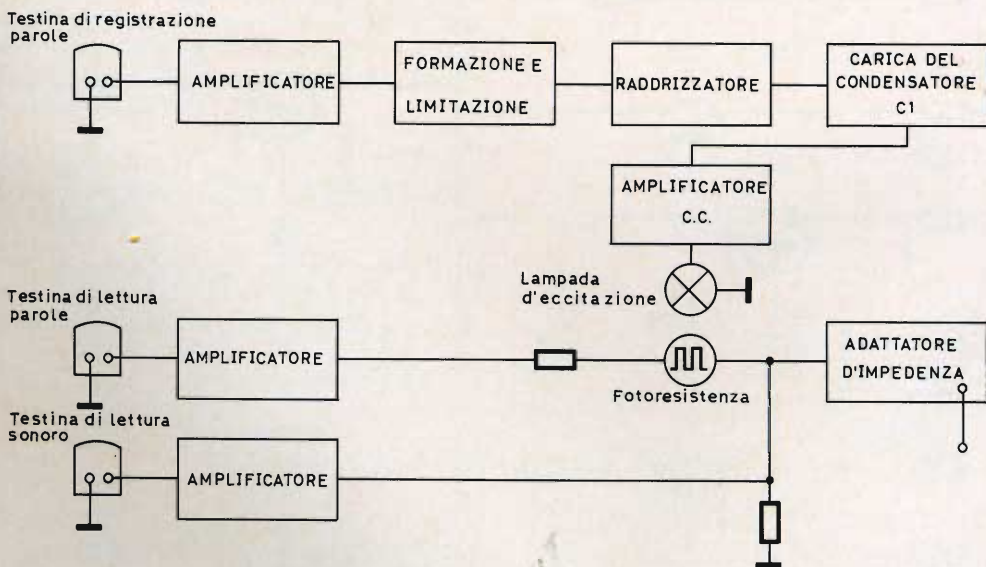 Testina di registrazione
parole
AMPLIFICATORE
FORMAZIONE E
LIMITAZIONE
RADDRIZZATORE
CARICA DEL
CONDENSATORE
C1
AMPLIFICATORE
C.C.
Lampada
d'eccitazione
Testina di lettura
parole
AMPLIFICATORE
Fotoresistenza
ADATTATORE
D'IMPEDENZA
Testina di lettura
sonoro
AMPLIFICATORE